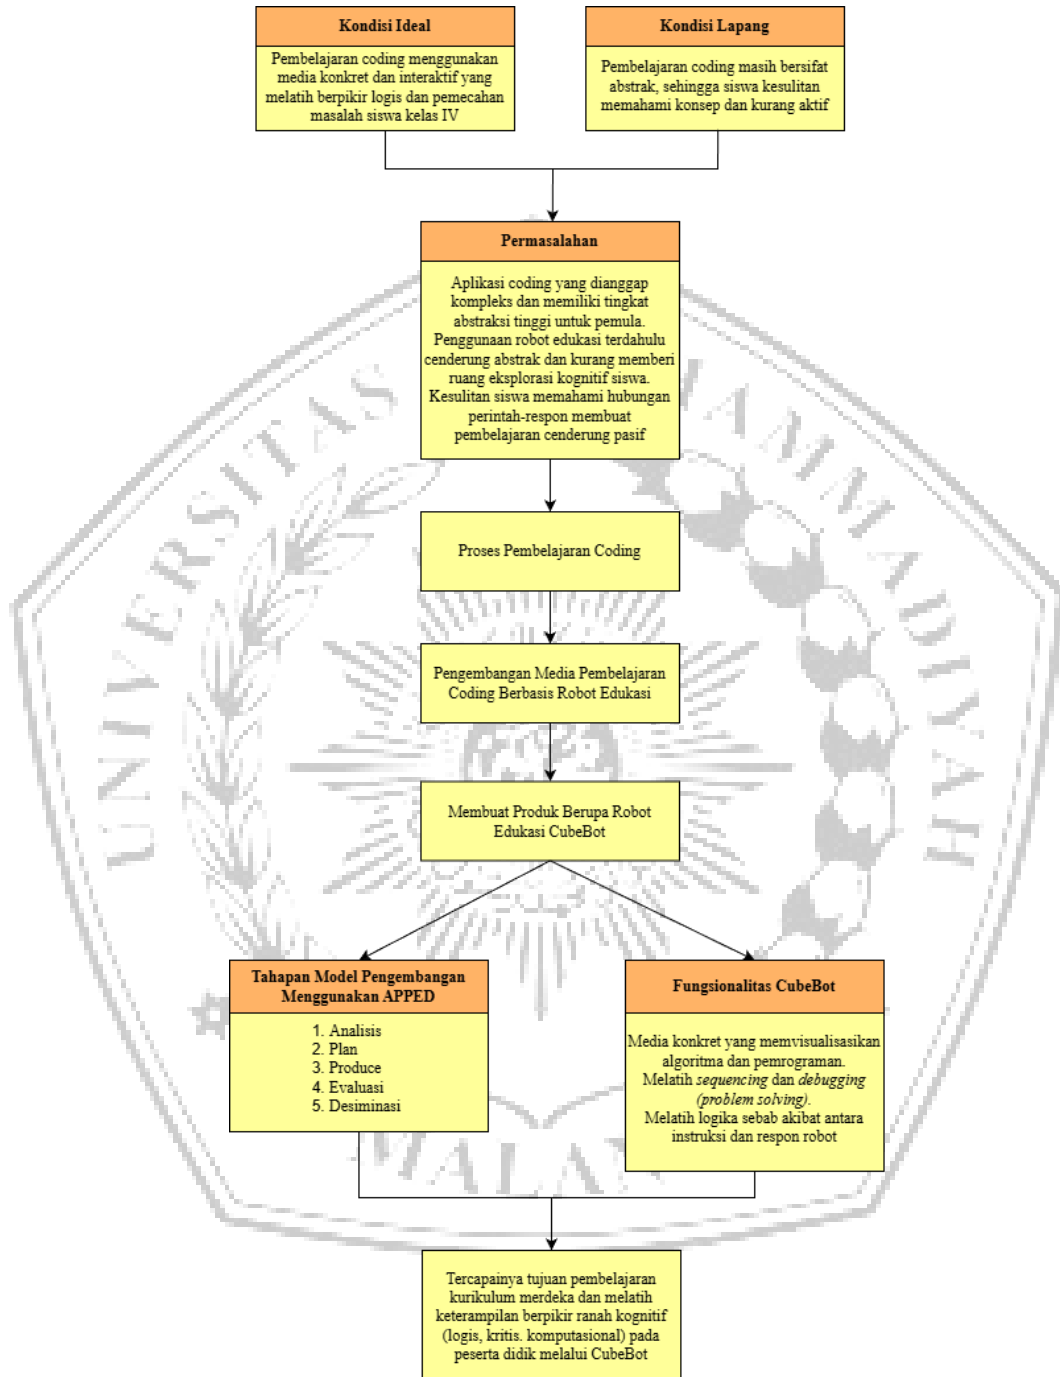 Kondisi Ideal
Pembelajaran coding menggunakan
media konkret dan interaktif yang
melatih berpikir logis dan pemecahan
masalah siswa kelas IV
Kondisi Lapang
Pembelajaran coding masih bersifat
abstrak, sehingga siswa kesulitan
memahami konsep dan kurang aktif
Permasalahan
Aplikasi coding yang dianggap
kompleks dan memiliki tingkat
abstraksi tinggi untuk pemula.
Penggunaan robot edukasi terdahulu
cenderung abstrak dan kurang memberi
ruang eksplorasi kognitif siswa.
Kesulitan siswa memahami hubungan
perintah-respon membuat
pembelajaran cenderung pasif
Proses Pembelajaran Coding
Pengembangan Media Pembelajaran
Coding Berbasis Robot Edukasi
Membuat Produk Berupa Robot
Edukasi CubeBot
Tahapan Model Pengembangan
Menggunakan APPED
1. Analisis
2. Plan
3. Produce
4. Evaluasi
5. Desiminasi
Fungsionalitas CubeBot
Media konkret yang memvisualisasikan
algoritma dan pemrograman.
Melatih sequencing dan debugging
(problem solving).
Melatih logika sebab akibat antara
instruksi dan respon robot
Tercapainya tujuan pembelajaran
kurikulum merdeka dan melatih
keterampilan berpikir ranah kognitif
(logis, kritis. komputasional) pada
peserta didik melalui CubeBot
UNIVERSITAS
MALAN